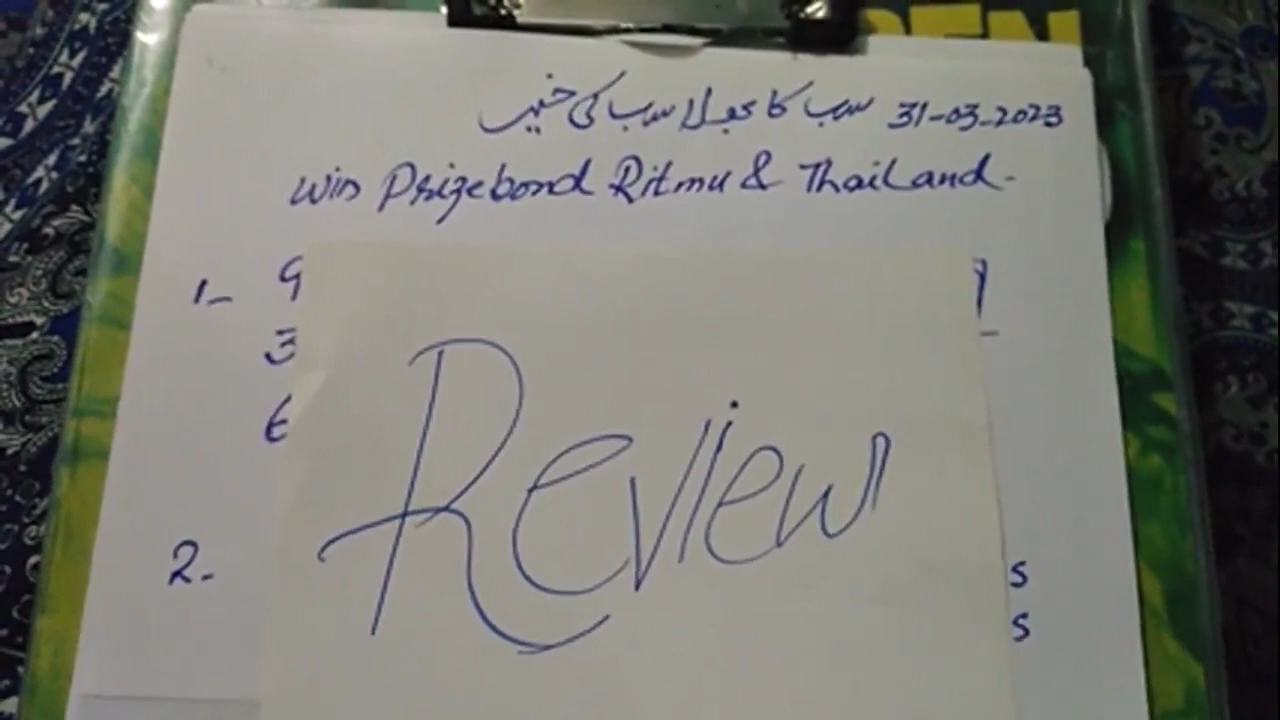 سب کا بھلا سب کی خیر 31-03-2023
Win Prizebond Ritmu & Thailand.
1- 9
3
6
Review
2- s
s